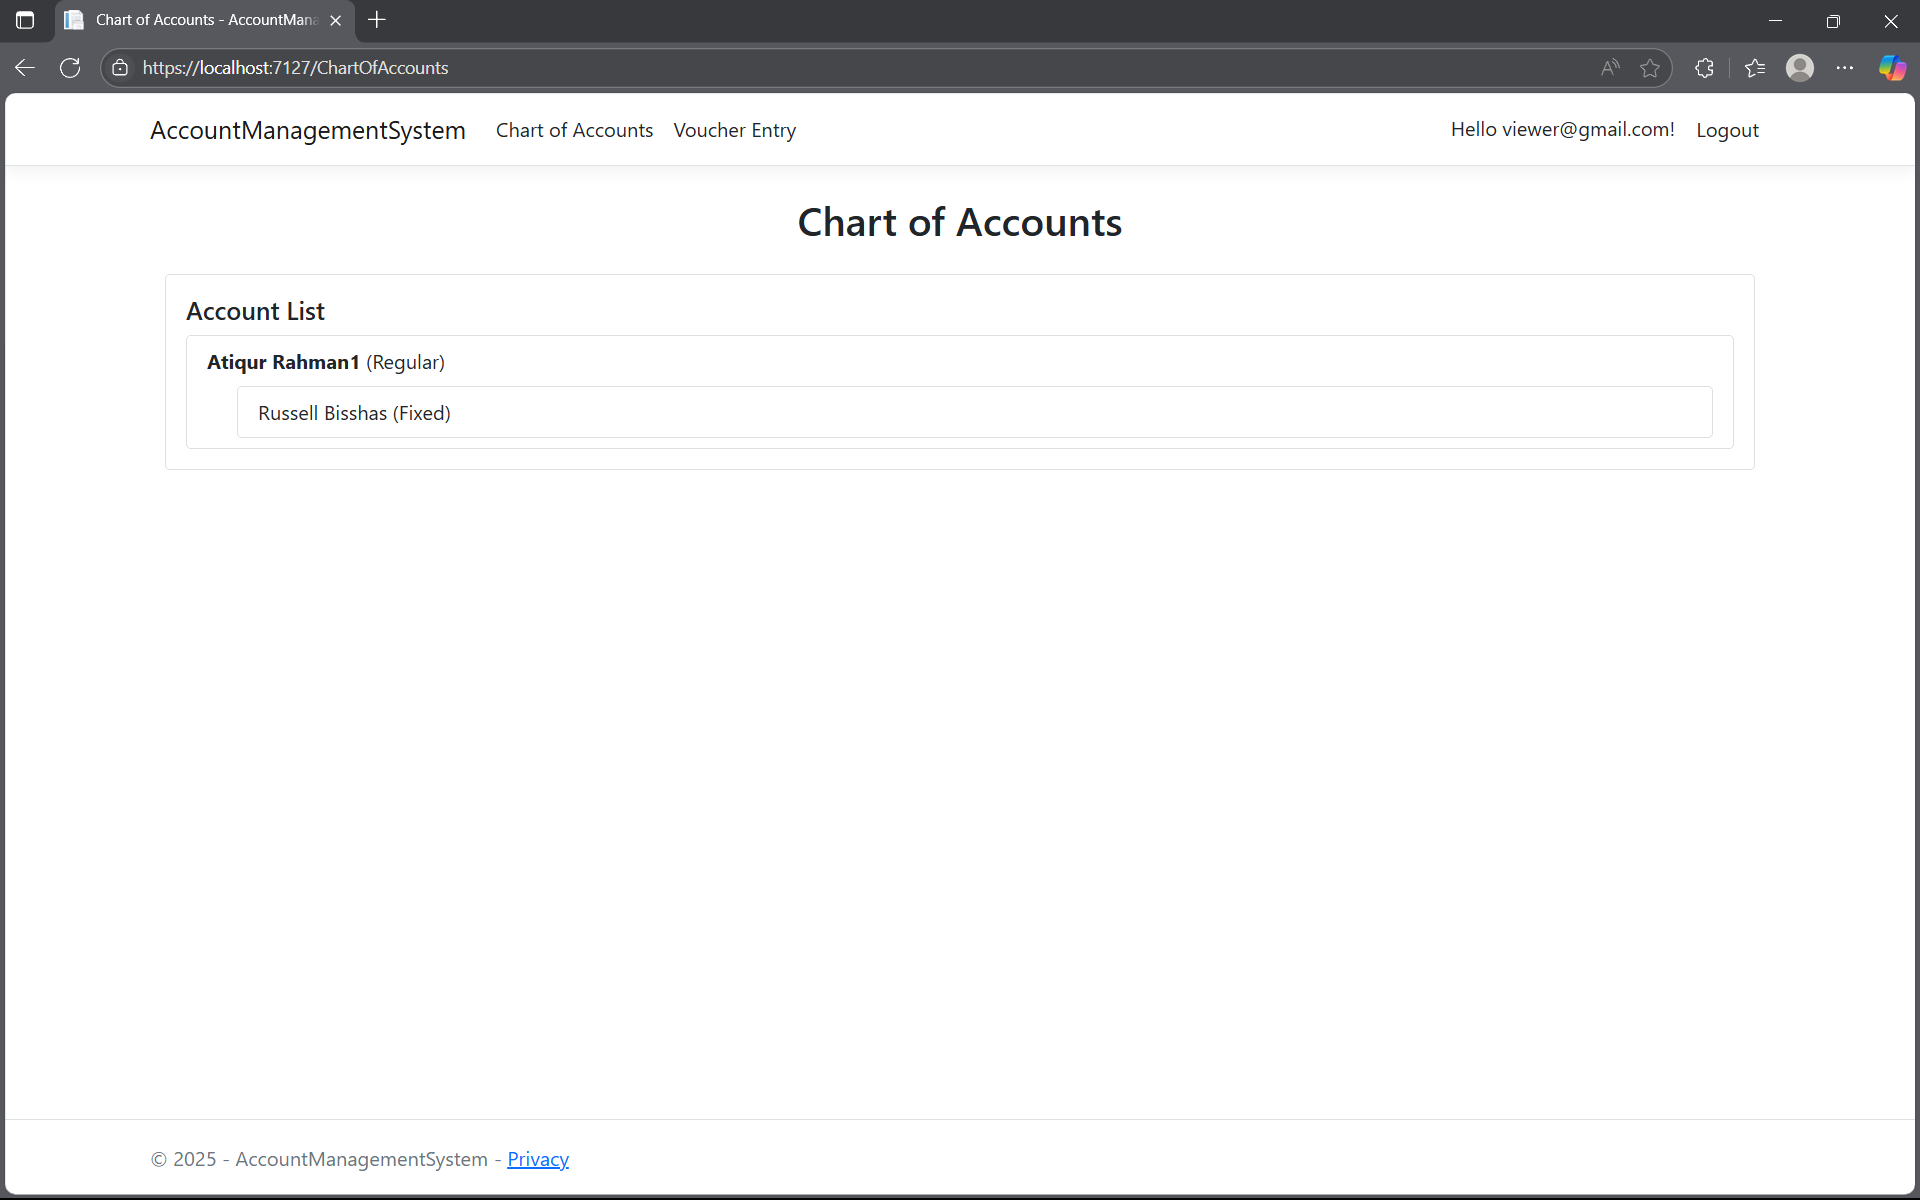 Chart of Accounts - AccountMana
https://localhost:7127/ChartOfAccounts
AccountManagementSystem Chart of Accounts Voucher Entry Hello viewer@gmail.com! Logout
Chart of Accounts
Account List
Atiqur Rahman1 (Regular)
Russell Bisshas (Fixed)
© 2025 - AccountManagementSystem - Privacy